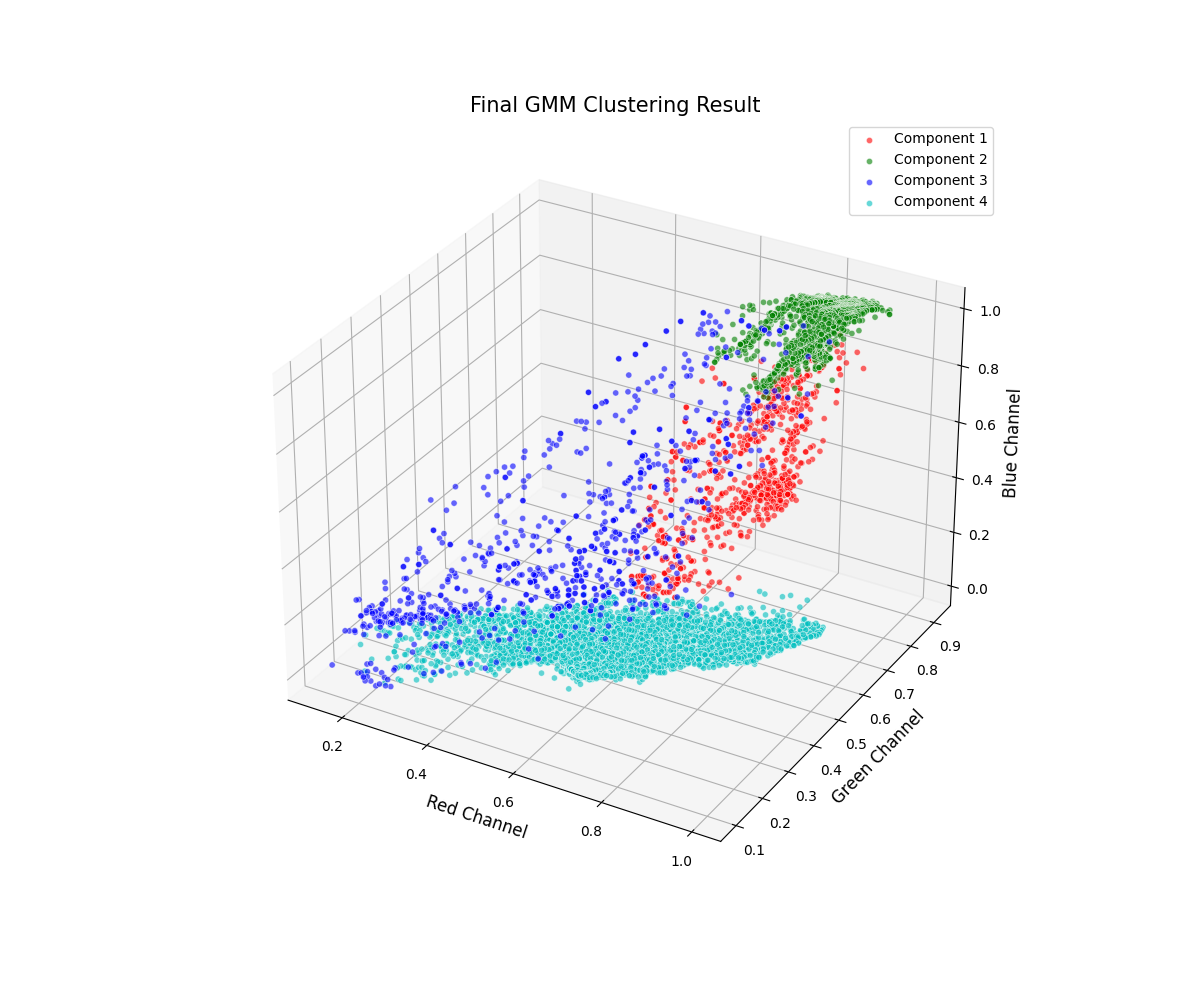 Final GMM Clustering Result
Component 1
Component 2
Component 3
Component 4
1.0
0.8
0.6
0.4
0.2
0.0
Blue Channel
0.9
0.8
0.7
0.6
0.5
0.4
0.3
0.2
0.1
Green Channel
0.2
0.4
0.6
0.8
1.0
Red Channel